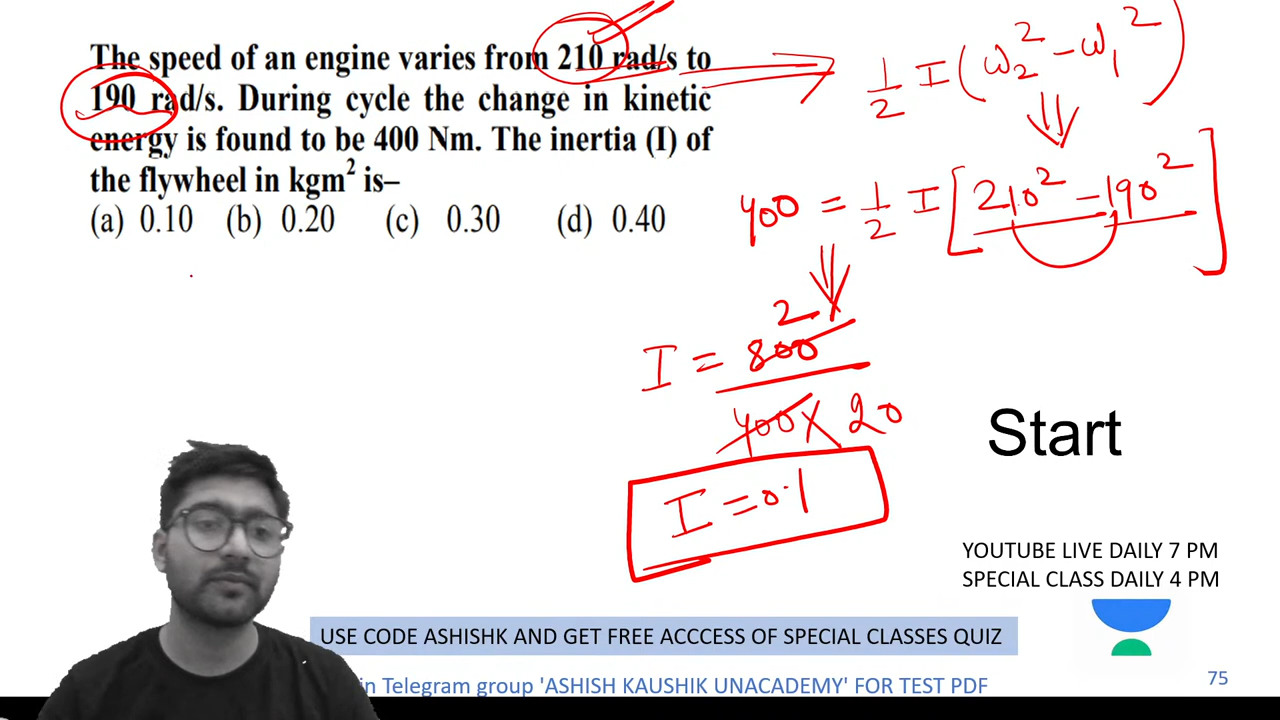 The speed of an engine varies from 210 rad/s to
190 rad/s. During cycle the change in kinetic
energy is found to be 400 Nm. The inertia (I) of
the flywheel in kgm² is–
(a) 0.10 (b) 0.20 (c) 0.30 (d) 0.40
1/2 I(ω₂² - ω₁²)
400 = 1/2 I[210² - 190²]
2
I = 800
400 × 20
I = 0.1
Start
YOUTUBE LIVE DAILY 7 PM
SPECIAL CLASS DAILY 4 PM
USE CODE ASHISHK AND GET FREE ACCCESS OF SPECIAL CLASSES QUIZ
in Telegram group 'ASHISH KAUSHIK UNACADEMY' FOR TEST PDF
75